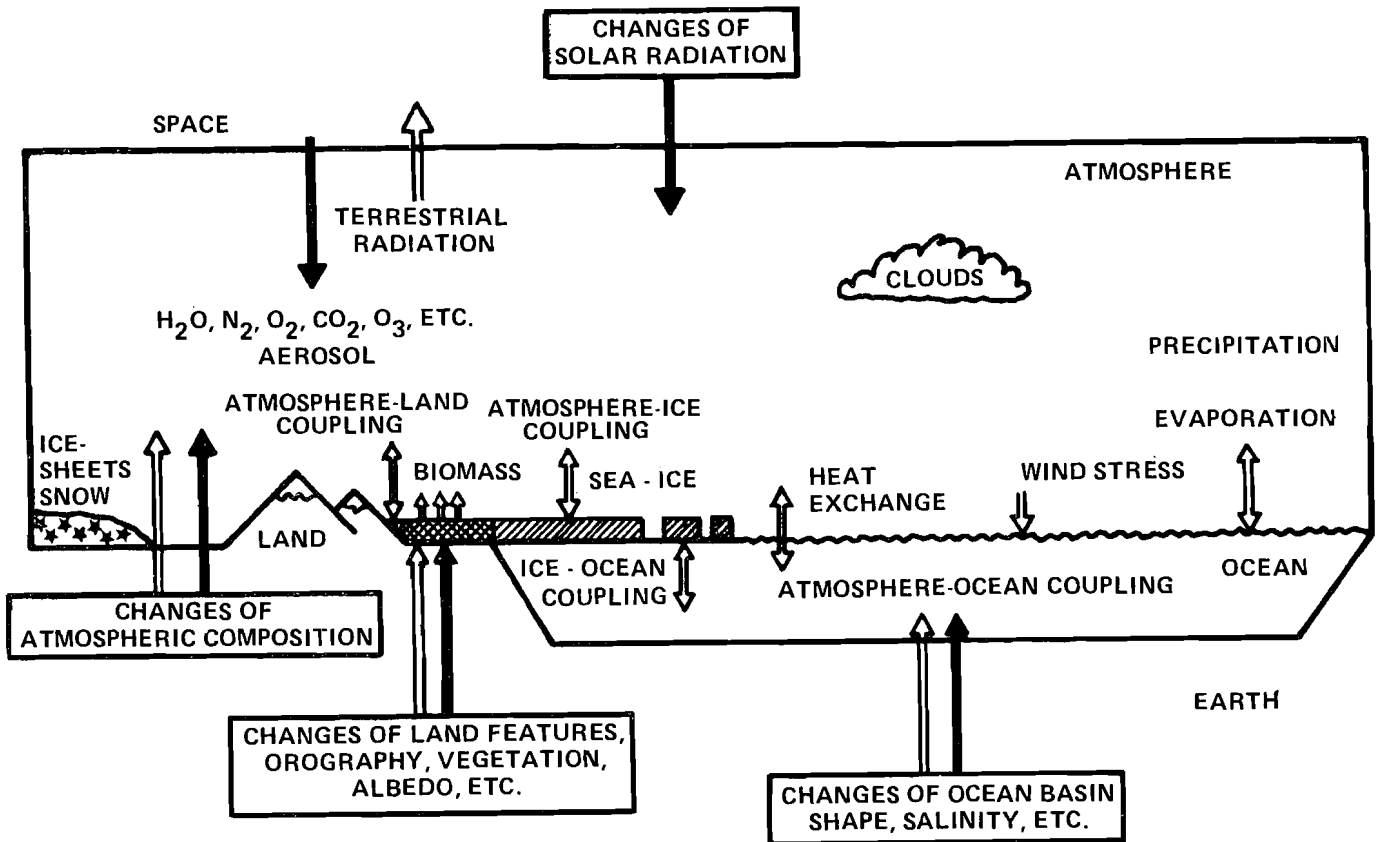 CHANGES OF
SOLAR RADIATION
SPACE
ATMOSPHERE
TERRESTRIAL
RADIATION
CLOUDS
H2O, N2, O2, CO2, O3, ETC.
AEROSOL
PRECIPITATION
ATMOSPHERE-LAND
COUPLING
ATMOSPHERE-ICE
COUPLING
EVAPORATION
ICE-
SHEETS
SNOW
BIOMASS
SEA - ICE
HEAT
EXCHANGE
WIND STRESS
LAND
ICE - OCEAN
COUPLING
ATMOSPHERE-OCEAN COUPLING
OCEAN
CHANGES OF
ATMOSPHERIC COMPOSITION
EARTH
CHANGES OF LAND FEATURES,
OROGRAPHY, VEGETATION,
ALBEDO, ETC.
CHANGES OF OCEAN BASIN
SHAPE, SALINITY, ETC.